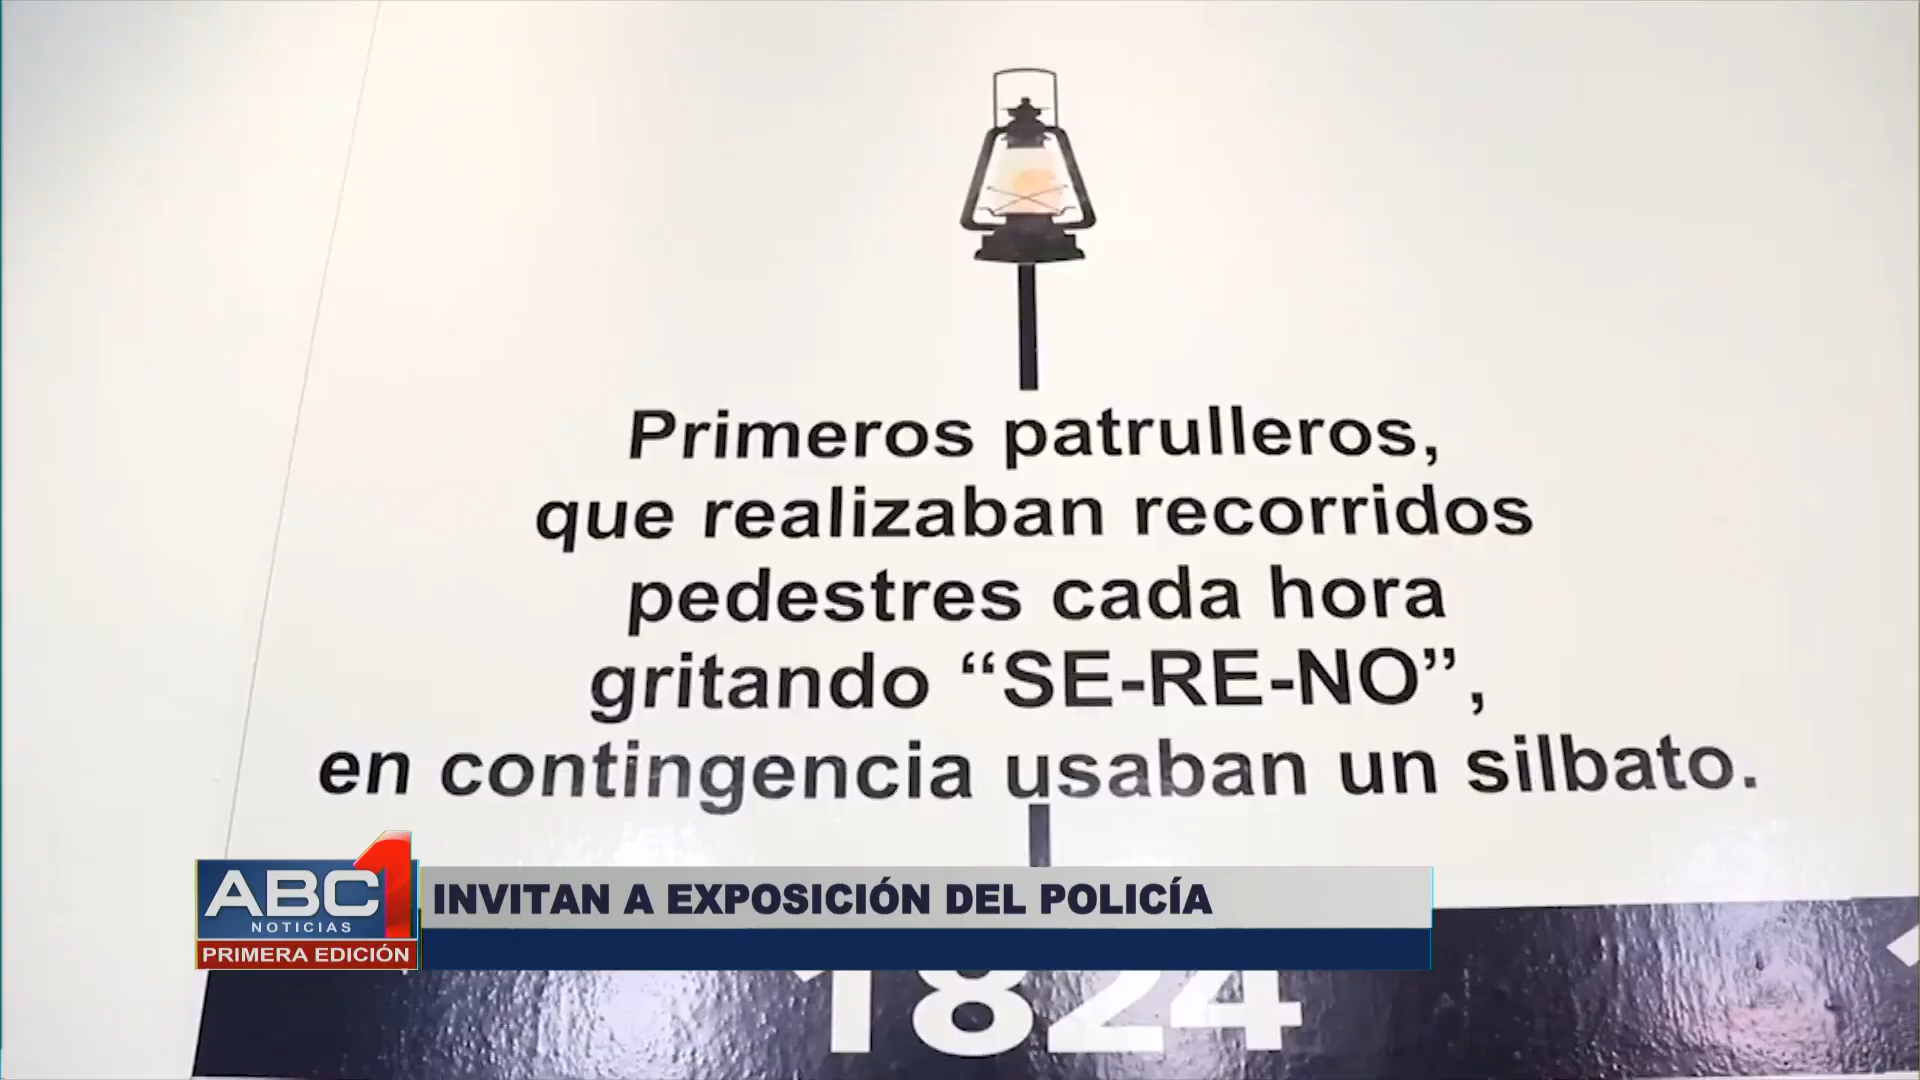 Primeros patrulleros,
que realizaban recorridos
pedestres cada hora
gritando “SE-RE-NO”,
en contingencia usaban un silbato.
ABC 1
NOTICIAS
PRIMERA EDICIÓN
INVITAN A EXPOSICIÓN DEL POLICÍA
1824